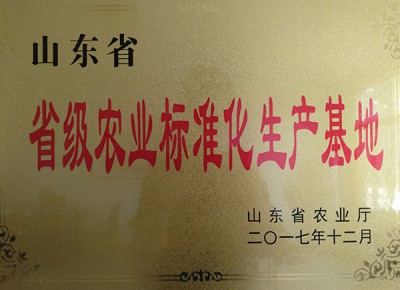 山东省
省级农业标准化生产基地
山东省农业厅
二〇一七年十二月